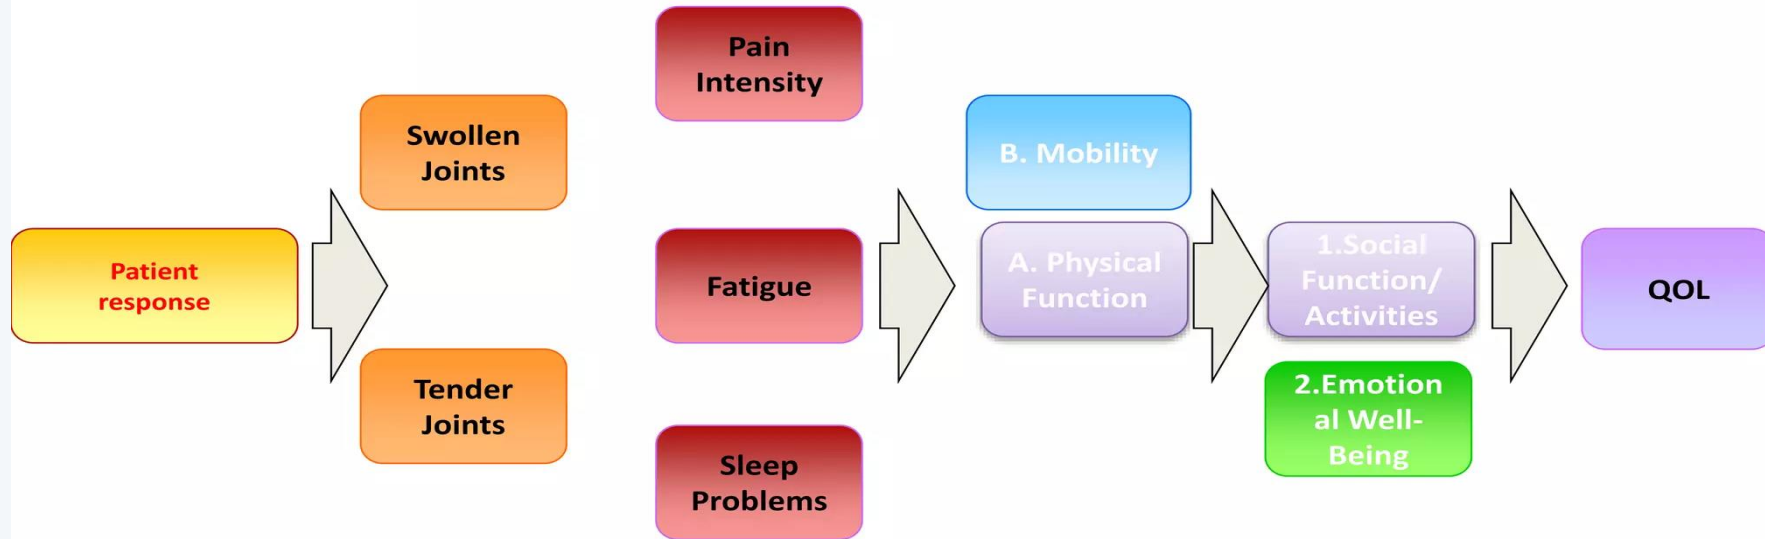 Patient
response
Swollen
Joints
Tender
Joints
Pain
Intensity
Fatigue
Sleep
Problems
B. Mobility
A. Physical
Function
1.Social
Function/
Activities
2.Emotion
al Well-
Being
QOL